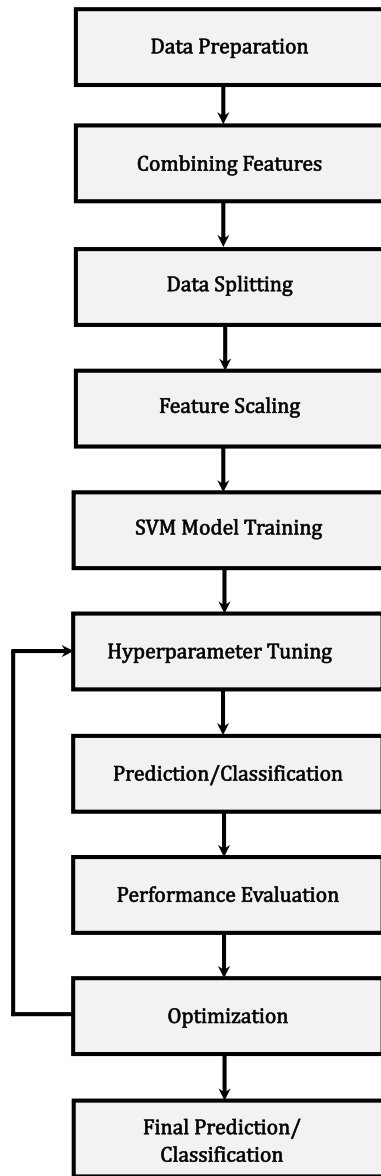 Data Preparation
Combining Features
Data Splitting
Feature Scaling
SVM Model Training
Hyperparameter Tuning
Prediction/Classification
Performance Evaluation
Optimization
Final Prediction/
Classification